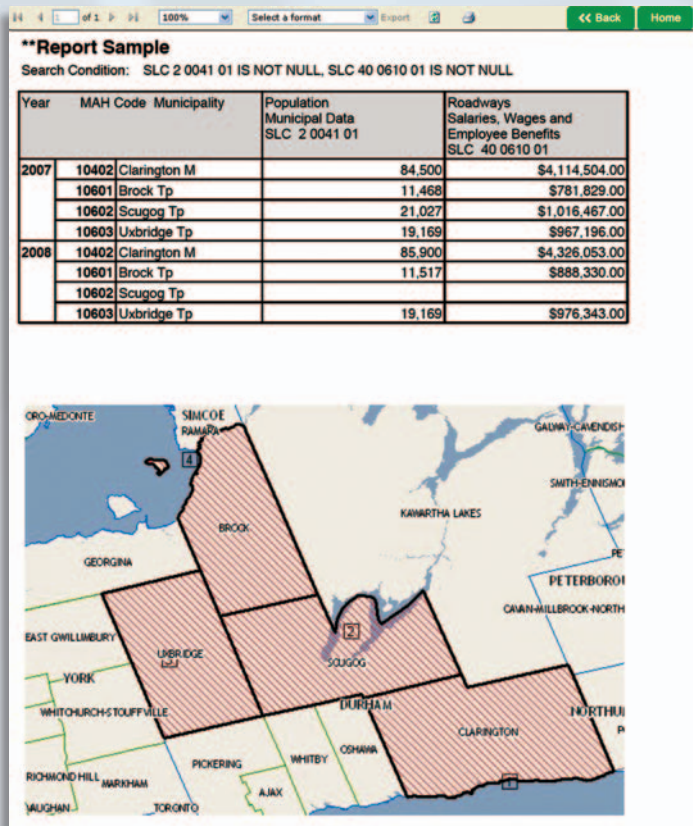 1 of 1 100% Select a format Export << Back Home
**Report Sample
Search Condition: SLC 2 0041 01 IS NOT NULL, SLC 40 0610 01 IS NOT NULL
Year MAH Code Municipality Population Roadways
Municipal Data Salaries, Wages and
SLC 2 0041 01 Employee Benefits
SLC 40 0610 01
2007 10402 Clarington M 84,500 $4,114,504.00
10601 Brock Tp 11,468 $781,829.00
10602 Scugog Tp 21,027 $1,016,467.00
10603 Uxbridge Tp 19,169 $967,196.00
2008 10402 Clarington M 85,900 $4,326,053.00
10601 Brock Tp 11,517 $888,330.00
10602 Scugog Tp
10603 Uxbridge Tp 19,169 $976,343.00
ORO-MEDONTE SIMCOE
RAMARA GALWAY-CAVENDISH
4
SMITH-ENNISMO
KAWARTHA LAKES
BROCK
GEORGINA PE
PETERBOROU
CAVAN-MILLBROOK-NORTH
EAST GWILLIMBURY 2
UXBRIDGE SCUGOG
YORK
DURHAM
WHITCHURCH-STOUFFVILLE NORTHU
CLARINGTON
OSHAWA
PICKERING WHITBY
RICHMOND HILL MARKHAM 1
AJAX
VAUGHAN TORONTO